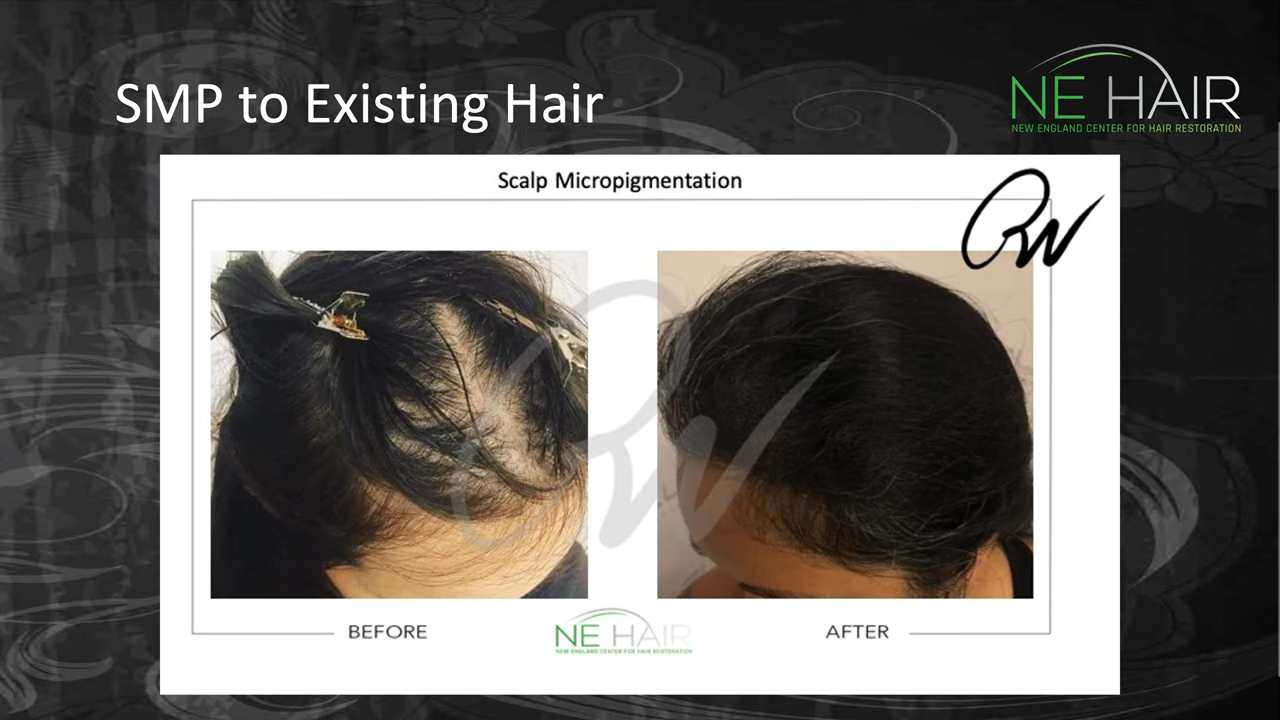 SMP to Existing Hair
NE HAIR
NEW ENGLAND CENTER FOR HAIR RESTORATION
Scalp Micropigmentation
RW
BEFORE
NE HAIR
NEW ENGLAND CENTER FOR HAIR RESTORATION
AFTER